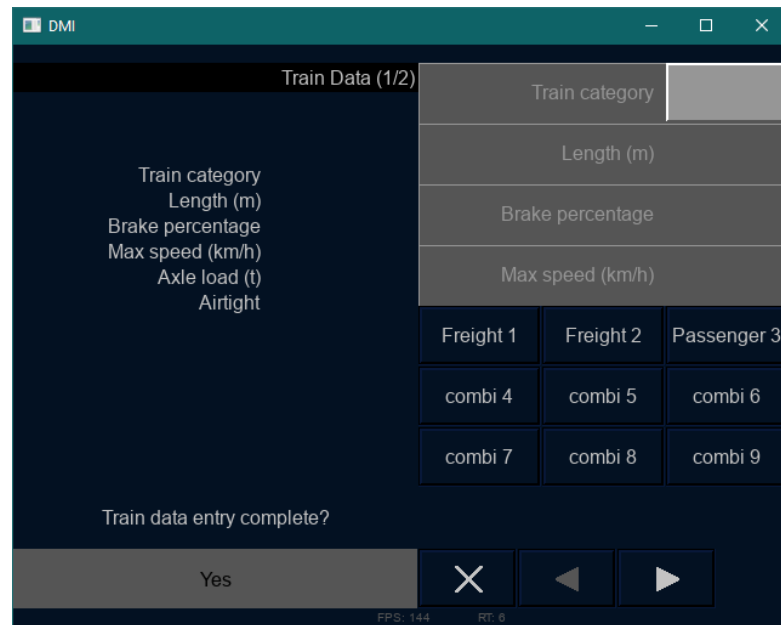 DMI
Train Data (1/2)
Train category
Length (m)
Brake percentage
Max speed (km/h)
Axle load (t)
Airtight
Train data entry complete?
Yes
Train category
Length (m)
Brake percentage
Max speed (km/h)
Freight 1 Freight 2 Passenger 3
combi 4 combi 5 combi 6
combi 7 combi 8 combi 9
FPS: 144 RT: 6